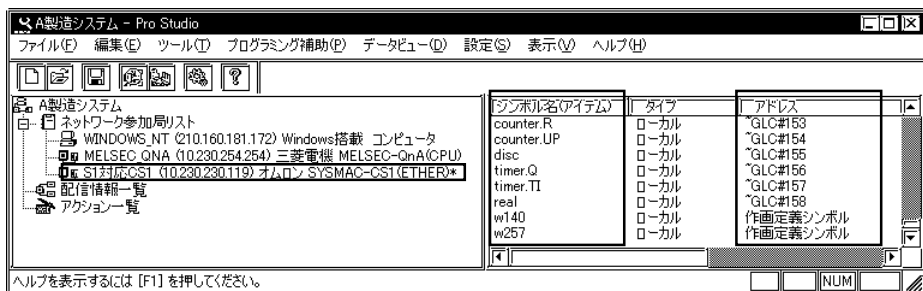 A製造システム - Pro Studio
ファイル(F) 編集(E) ツール(T) プログラミング補助(P) データビュー(D) 設定(S) 表示(V) ヘルプ(H)
A製造システム
ネットワーク参加局リスト
WINDOWS_NT (210.160.181.172) Windows搭載 コンピュータ
MELSEC_QNA (10.230.254.254) 三菱電機 MELSEC-QnA(CPU)
S1対応CS1 (10.230.230.119) オムロン SYSMAC-CS1(ETHER)*
配信情報一覧
アクション一覧
シンボル名(アイテム) タイプ アドレス
counter.R ローカル ~GLC#153
counter.UP ローカル ~GLC#154
disc ローカル ~GLC#155
timer.Q ローカル ~GLC#156
timer.TI ローカル ~GLC#157
real ローカル ~GLC#158
w140 ローカル 作画定義シンボル
w257 ローカル 作画定義シンボル
ヘルプを表示するには [F1] を押してください。 NUM